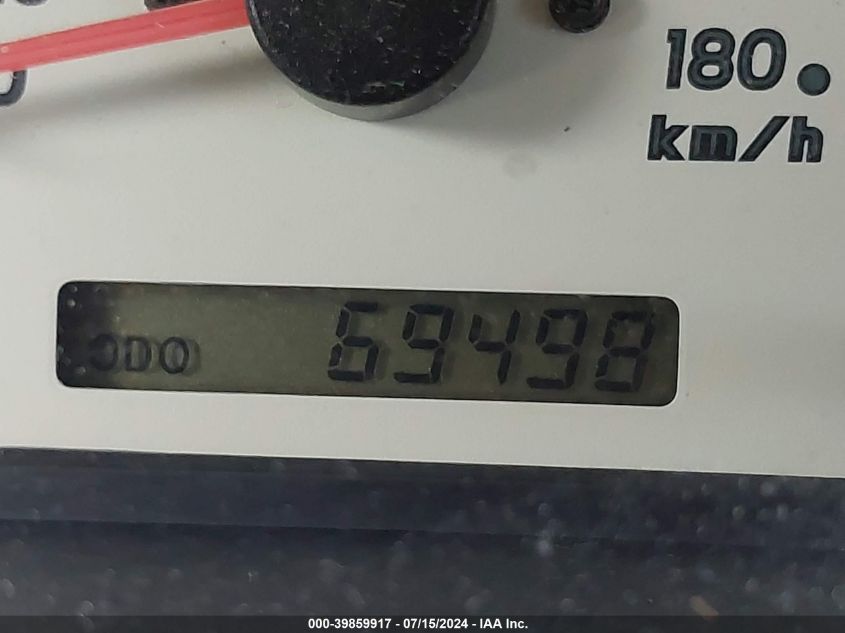 180
km/h
ODO 69498
000-39859917 - 07/15/2024 - IAA Inc.